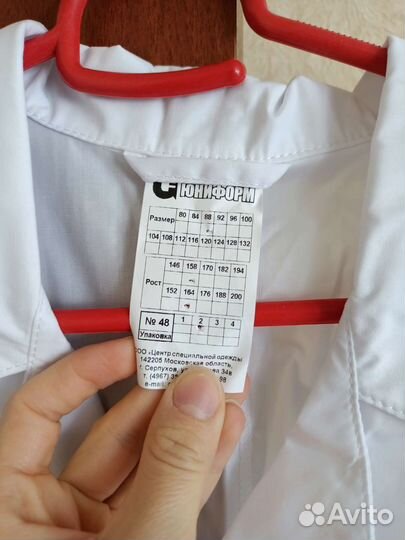 ЮНИФОРМ
Размер 80 84 88 92 96 100
104 108 112 116 120 124 128 132
Рост 146 158 170 182 194
152 164 176 188 200
№ 48 1 2 3 4
Упаковка
ООО «Центр специальной одежды
142205 Московская область,
г. Серпухов,
т. (4967)
e-mail:
Avito